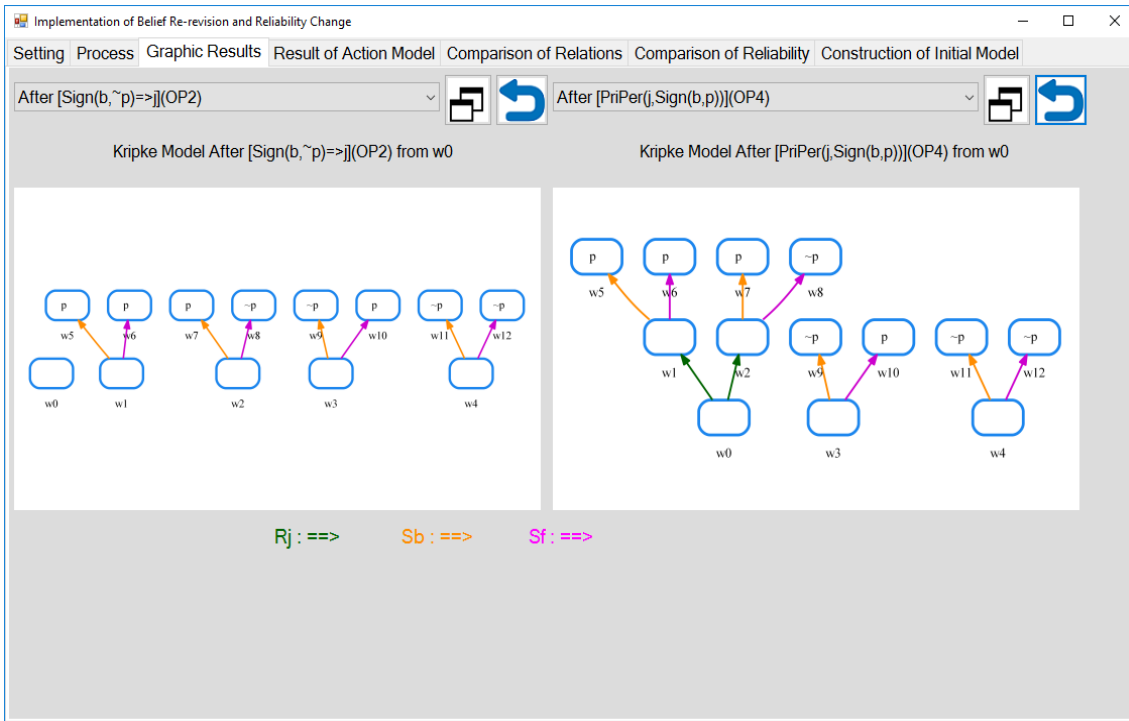 Implementation of Belief Re-revision and Reliability Change
Setting Process Graphic Results Result of Action Model Comparison of Relations Comparison of Reliability Construction of Initial Model
After [Sign(b,~p)=>j](OP2) After [PriPer(j,Sign(b,p))](OP4)
Kripke Model After [Sign(b,~p)=>j](OP2) from w0
p p p ~p ~p p ~p ~p
w5 w6 w7 w8 w9 w10 w11 w12
w0 w1 w2 w3 w4
Kripke Model After [PriPer(j,Sign(b,p))](OP4) from w0
p p p ~p
w5 w6 w7 w8
~p p ~p ~p
w1 w2 w9 w10 w11 w12
w0 w3 w4
Rj : ==> Sb : ==> Sf : ==>